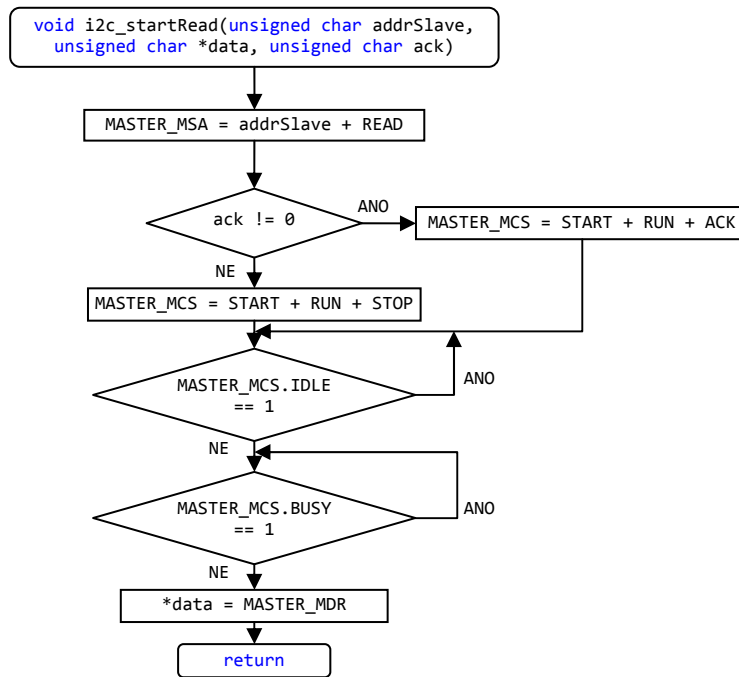 void i2c_startRead(unsigned char addrSlave,
unsigned char *data, unsigned char ack)
MASTER_MSA = addrSlave + READ
ack != 0
ANO
MASTER_MCS = START + RUN + ACK
NE
MASTER_MCS = START + RUN + STOP
MASTER_MCS.IDLE
== 1
ANO
NE
MASTER_MCS.BUSY
== 1
ANO
NE
*data = MASTER_MDR
return